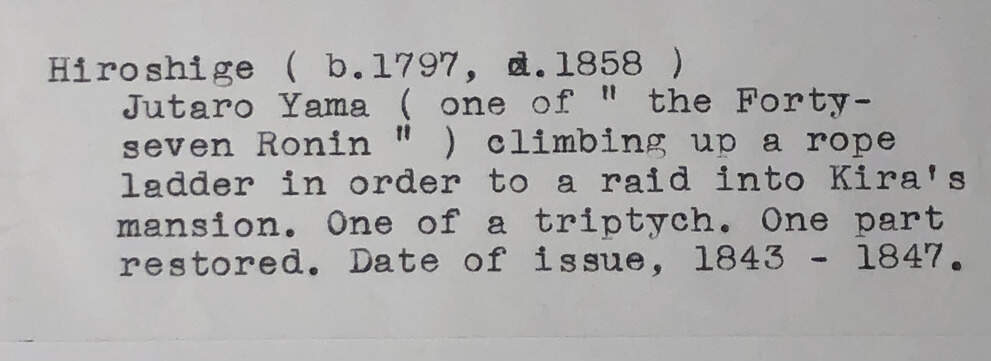 Hiroshige ( b.1797, d.1858 )
Jutaro Yama ( one of " the Forty-
seven Ronin " ) climbing up a rope
ladder in order to a raid into Kira's
mansion. One of a triptych. One part
restored. Date of issue, 1843 - 1847.